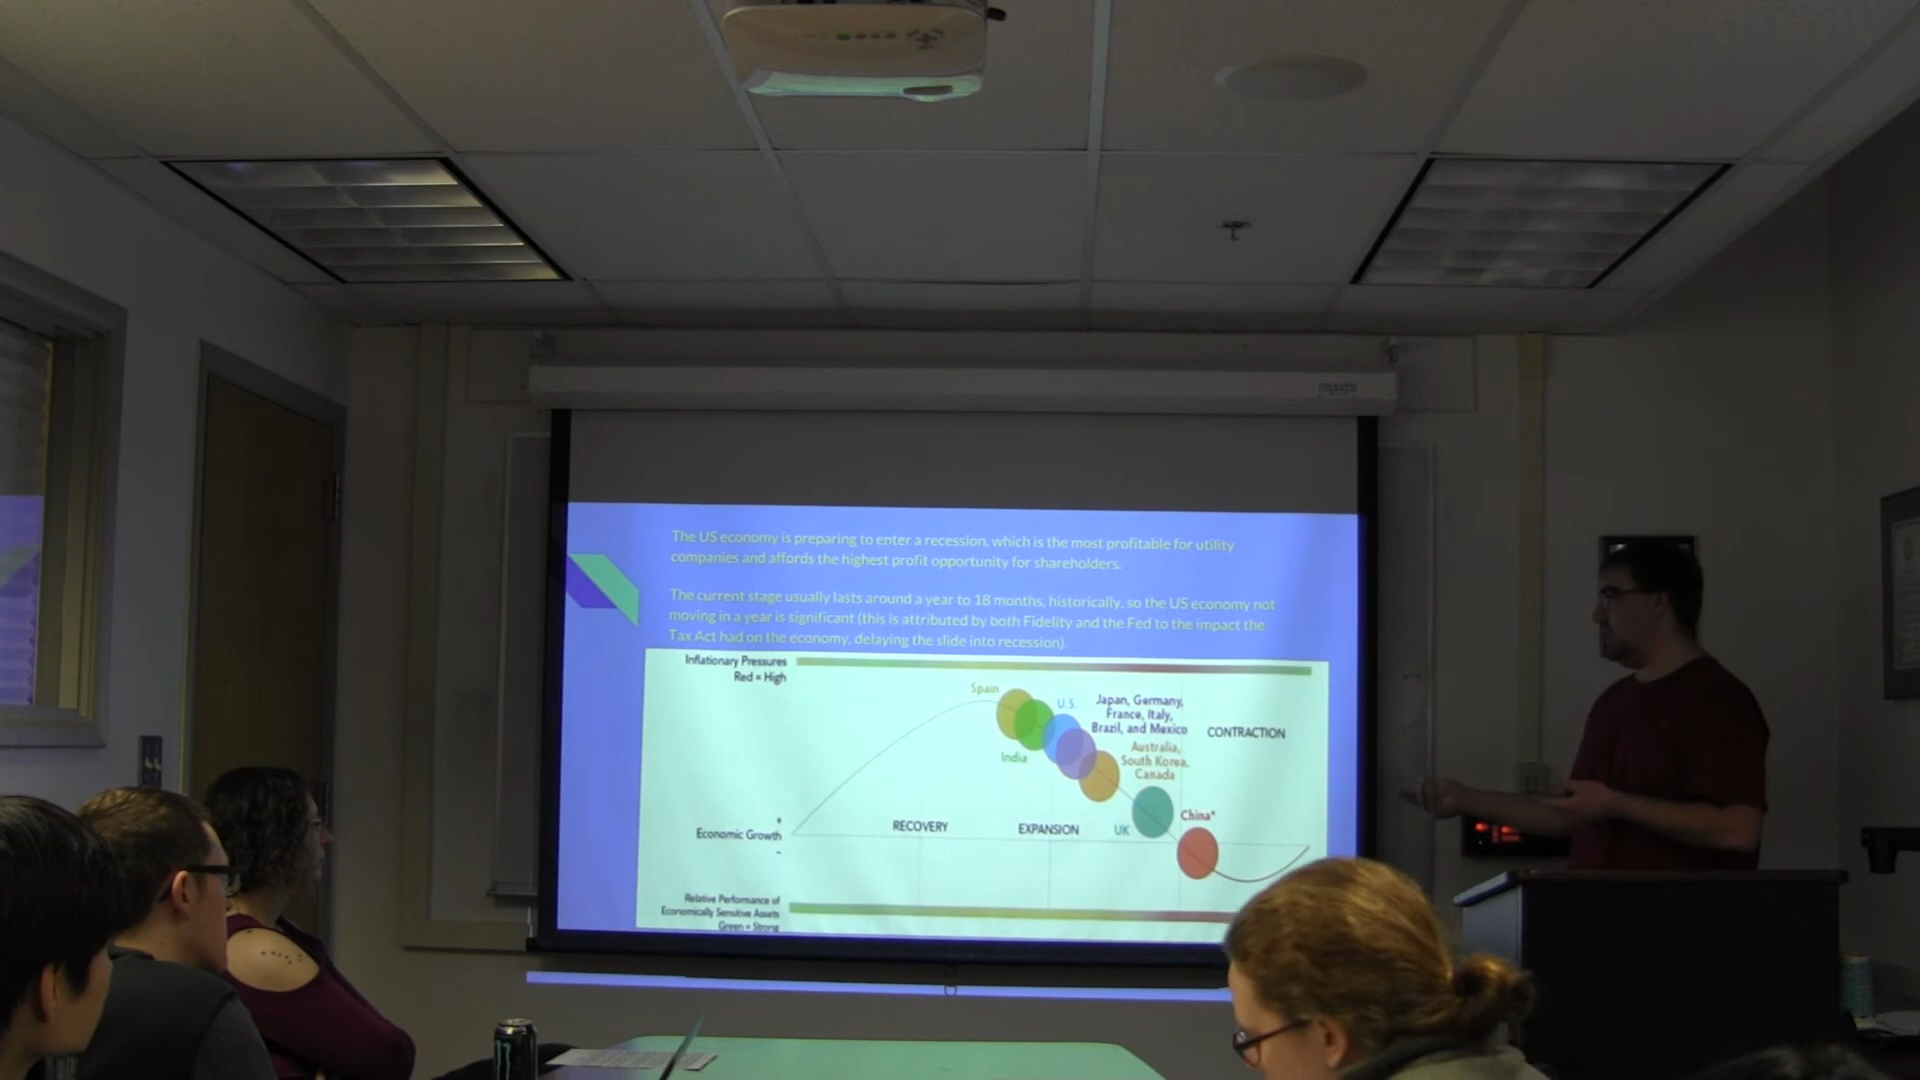 The US economy is preparing to enter a recession, which is the most profitable for utility
companies and affords the highest profit opportunity for shareholders.
The current stage usually lasts around a year to 18 months, historically, so the US economy not
moving in a year is significant (this is attributed by both Fidelity and the Fed to the impact the
Tax Act had on the economy, delaying the slide into recession).
Inflationary Pressures
Red = High
Spain
U.S.
Japan, Germany,
France, Italy,
Brazil, and Mexico
CONTRACTION
India
Australia,
South Korea,
Canada
China*
+
Economic Growth
–
RECOVERY
EXPANSION
UK
Relative Performance of
Economically Sensitive Assets
Green = Strong